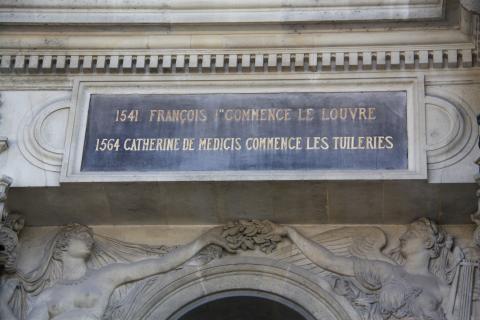 1541 FRANÇOIS 1ER COMMENCE LE LOUVRE
1564 CATHERINE DE MEDICIS COMMENCE LES TUILERIES